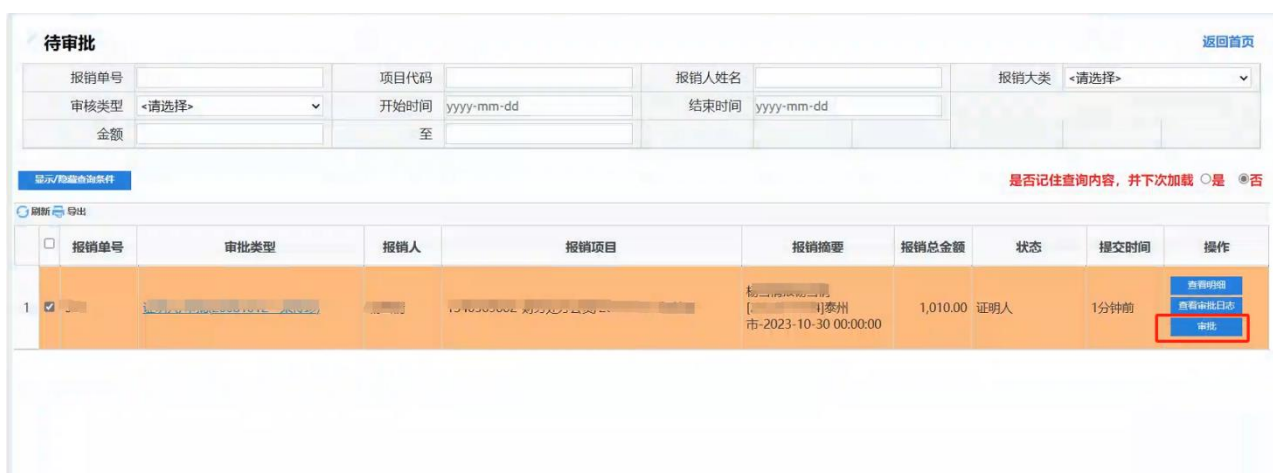 待审批
返回首页
报销单号 项目代码 报销人姓名 报销大类 <请选择>
审核类型 <请选择> 开始时间 yyyy-mm-dd 结束时间 yyyy-mm-dd
金额 至
显示/隐藏查询条件
是否记住查询内容，并下次加载 是 否
刷新 导出
报销单号 审批类型 报销人 报销项目 报销摘要 报销总金额 状态 提交时间 操作
1
泰州
市-2023-10-30 00:00:00
1,010.00 证明人 1分钟前
查看明细
查看审批日志
审批